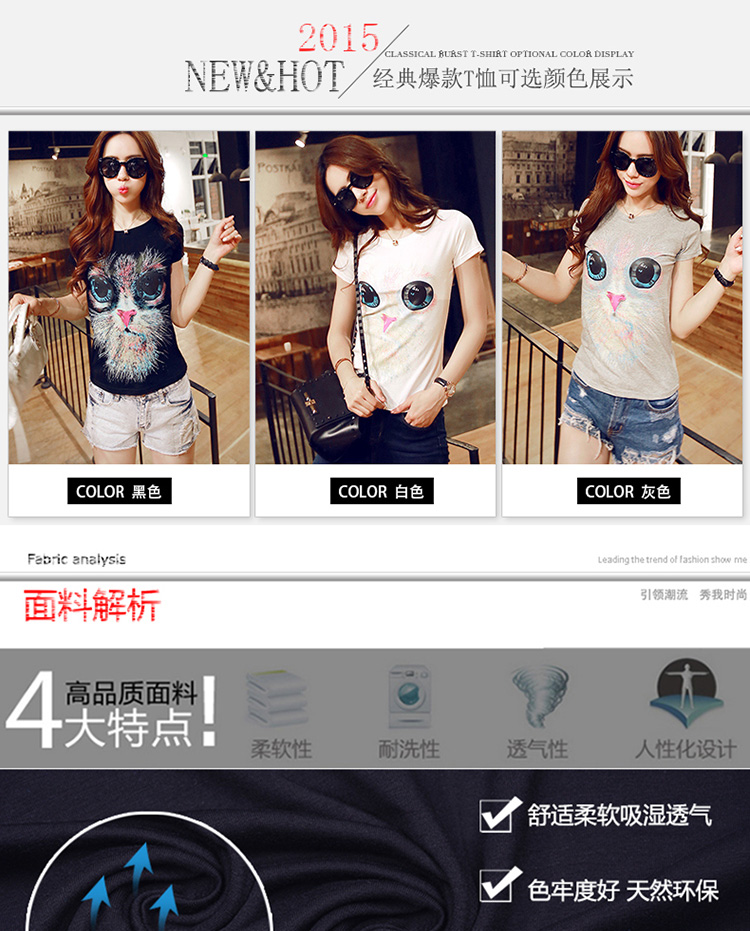 2015
CLASSICAL BURST T-SHIRT OPTIONAL COLOR DISPLAY
NEW&HOT
经典爆款T恤可选颜色展示
COLOR 黑色
COLOR 白色
COLOR 灰色
Fabric analysis
Leading the trend of fashion show me
面料解析
引领潮流 秀我时尚
4
高品质面料
大特点!
柔软性
耐洗性
透气性
人性化设计
舒适柔软吸湿透气
色牢度好 天然环保